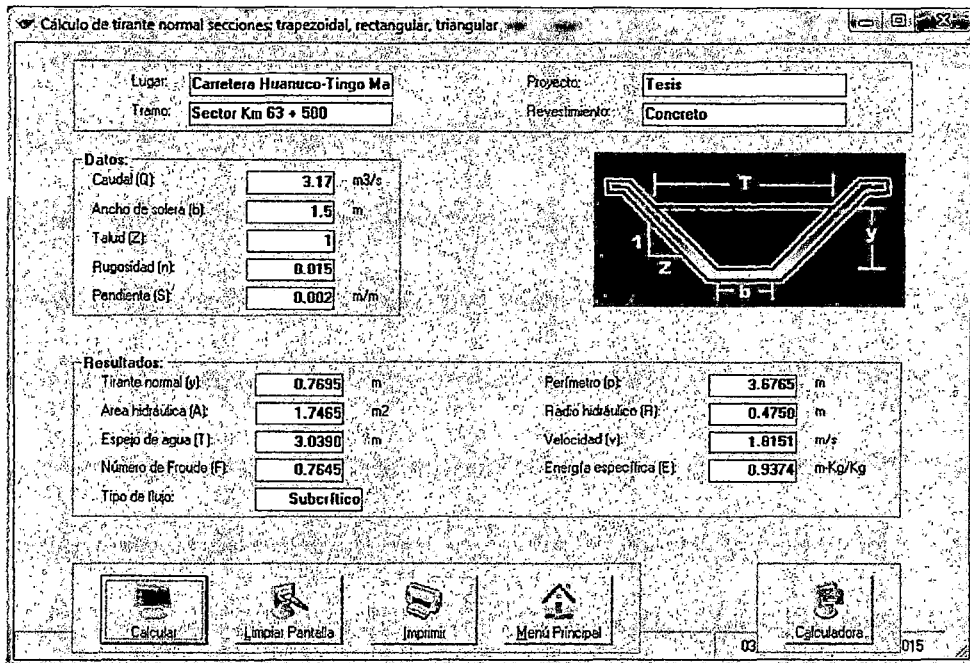 Cálculo de tirante normal secciones: trapezoidal, rectangular, triangular
Lugar: Carretera Huanuco-Tingo Ma
Proyecto: Tesis
Tramo: Sector Km 63 + 500
Revestimiento: Concreto
Datos:
Caudal (Q): 3.17 m3/s
Ancho de solera (b): 1.5 m
Talud (Z): 1
Rugosidad (n): 0.015
Pendiente (S): 0.002 m/m
T
1
Z
y
b
Resultados:
Tirante normal (y): 0.7695 m
Perímetro (p): 3.6765 m
Area hidráulica (A): 1.7465 m2
Radio hidráulico (R): 0.4750 m
Espejo de agua (T): 3.0390 m
Velocidad (v): 1.8151 m/s
Número de Froude (F): 0.7645
Energía específica (E): 0.9374 m-Kg/Kg
Tipo de flujo: Subcrítico
Calcular
Limpiar Pantalla
Imprimir
Menú Principal
Calculadora
03
015